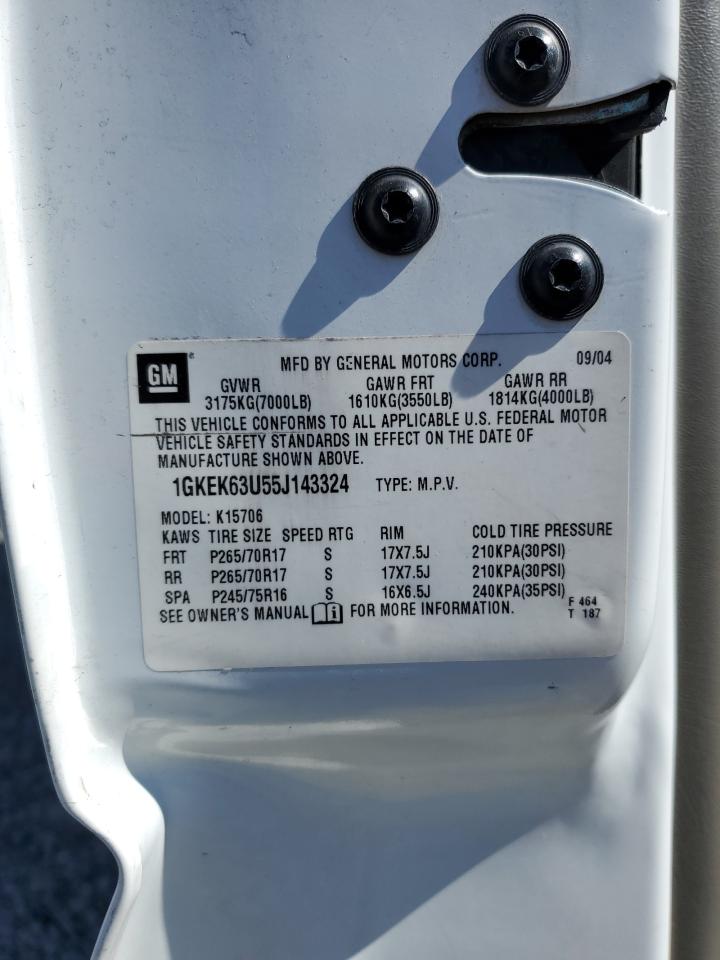 GM
MFD BY GENERAL MOTORS CORP. 09/04
GVWR GAWR FRT GAWR RR
3175KG(7000LB) 1610KG(3550LB) 1814KG(4000LB)
THIS VEHICLE CONFORMS TO ALL APPLICABLE U.S. FEDERAL MOTOR
VEHICLE SAFETY STANDARDS IN EFFECT ON THE DATE OF
MANUFACTURE SHOWN ABOVE.
1GKEK63U55J143324 TYPE: M.P.V.
MODEL: K15706
KAWS TIRE SIZE SPEED RTG RIM COLD TIRE PRESSURE
FRT P265/70R17 S 17X7.5J 210KPA(30PSI)
RR P265/70R17 S 17X7.5J 210KPA(30PSI)
SPA P245/75R16 S 16X6.5J 240KPA(35PSI)
SEE OWNER'S MANUAL i FOR MORE INFORMATION. F 464
T 187